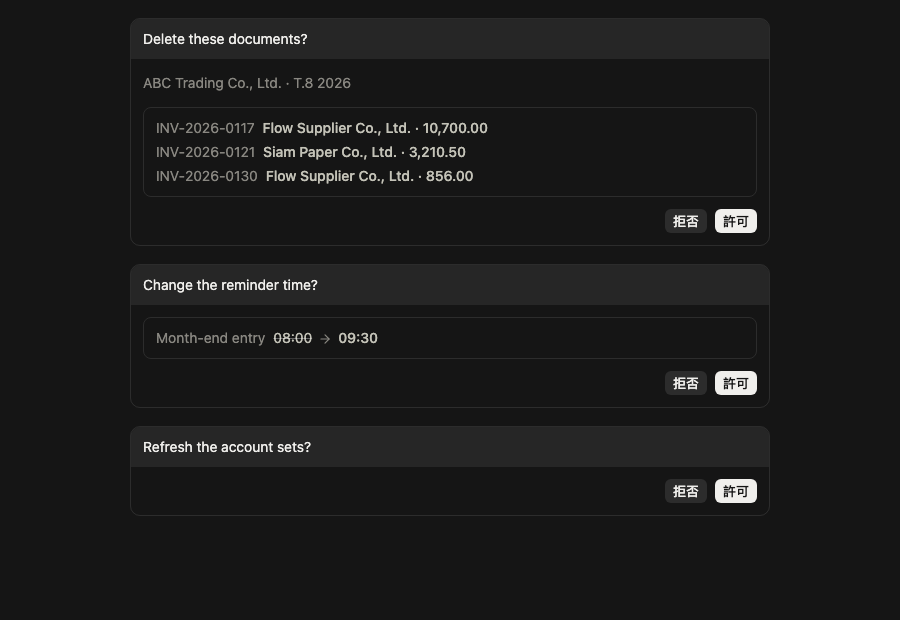 Delete these documents?
ABC Trading Co., Ltd. · T.8 2026
INV-2026-0117 Flow Supplier Co., Ltd. · 10,700.00
INV-2026-0121 Siam Paper Co., Ltd. · 3,210.50
INV-2026-0130 Flow Supplier Co., Ltd. · 856.00
拒否 許可
Change the reminder time?
Month-end entry 08:00 → 09:30
拒否 許可
Refresh the account sets?
拒否 許可